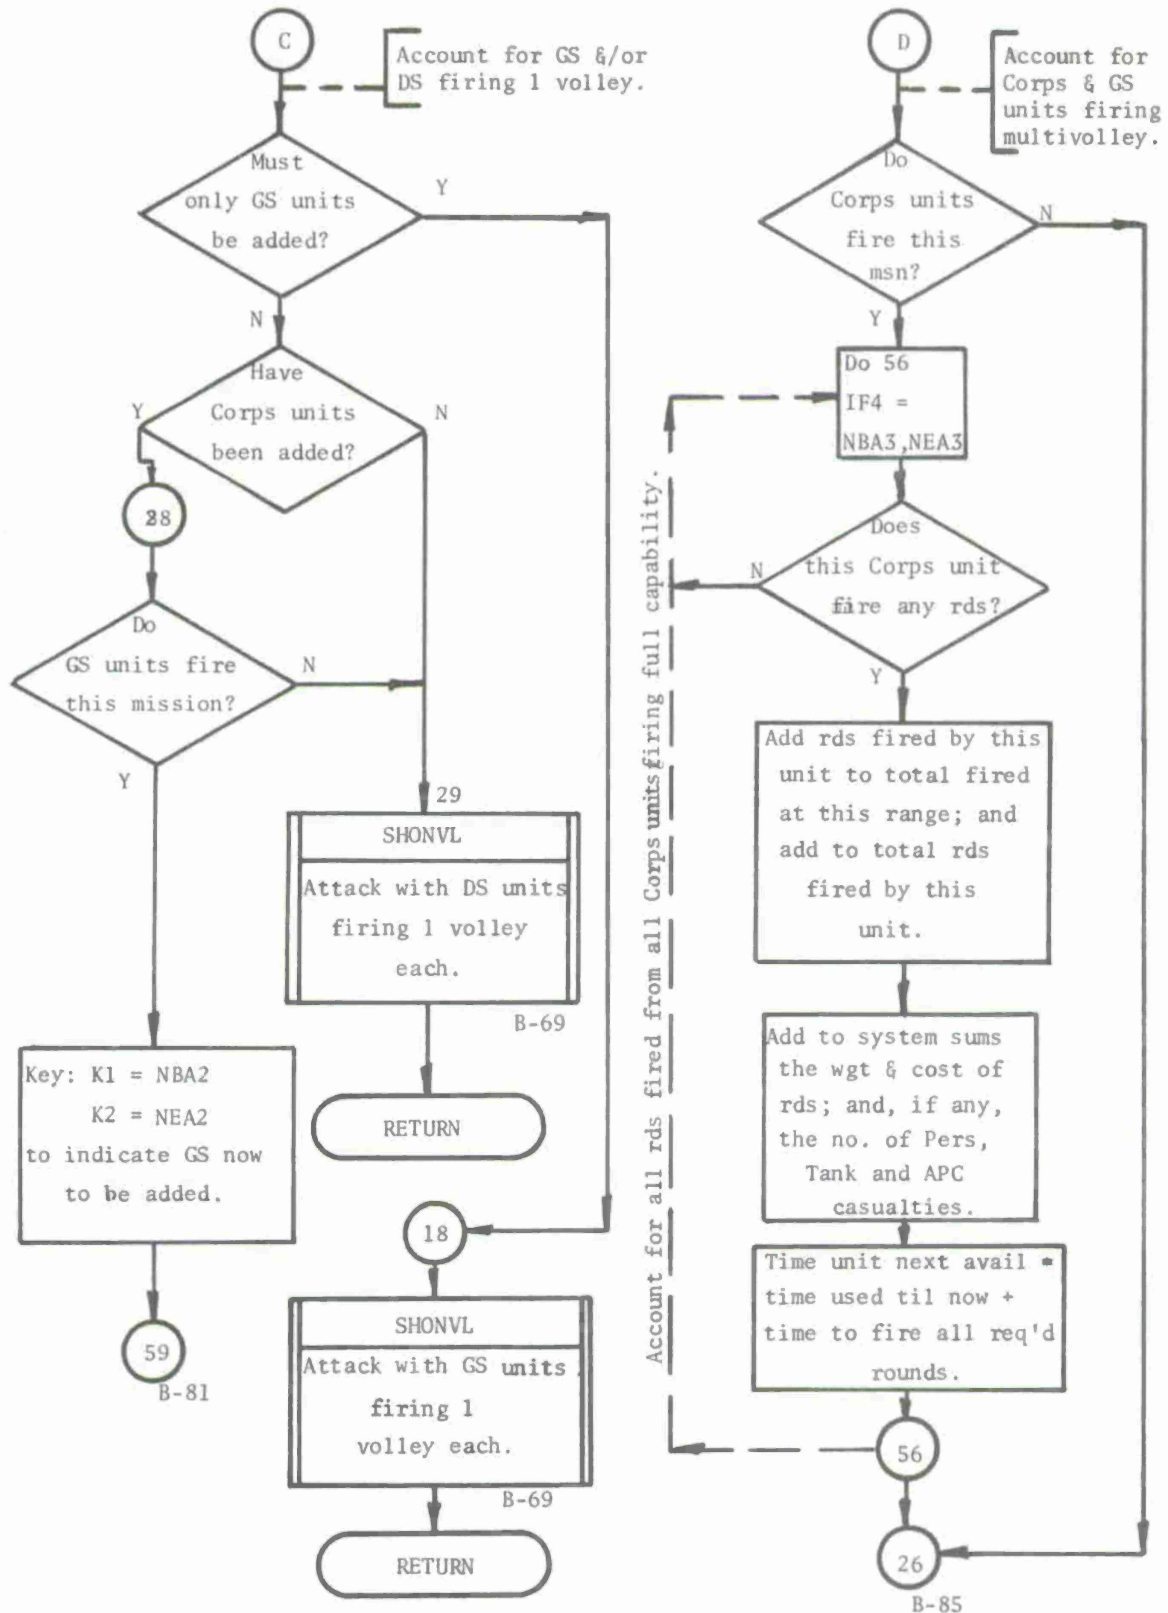 C
Account for GS &/or
DS firing 1 volley.
Must
only GS units
be added?
Y
N
Have
Corps units
been added?
Y
N
28
Do
GS units fire
this mission?
N
Y
29
SHONVL
Attack with DS units
firing 1 volley
each.
B-69
RETURN
Key: K1 = NBA2
K2 = NEA2
to indicate GS now
to be added.
59
B-81
18
SHONVL
Attack with GS units
firing 1
volley each.
B-69
RETURN
D
Account for
Corps & GS
units firing
multivolley.
Do
Corps units
fire this
msn?
N
Y
Do 56
IF4 =
NBA3,NEA3
Does
this Corps unit
fire any rds?
N
Y
Account for all rds fired from all Corps units firing full capability.
Add rds fired by this
unit to total fired
at this range; and
add to total rds
fired by this
unit.
Add to system sums
the wgt & cost of
rds; and, if any,
the no. of Pers,
Tank and APC
casualties.
Time unit next avail =
time used til now +
time to fire all req'd
rounds.
56
26
B-85